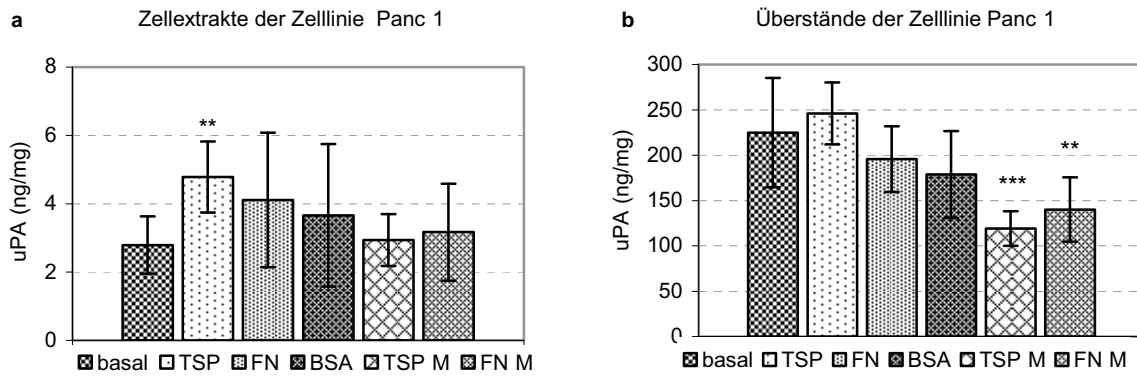 a Zellextrakte der Zelllinie Panc 1
8
6
4
2
0
uPA (ng/mg)
**
basal TSP FN BSA TSP M FN M
b Überstände der Zelllinie Panc 1
300
250
200
150
100
50
0
uPA (ng/mg)
***
**
basal TSP FN BSA TSP M FN M